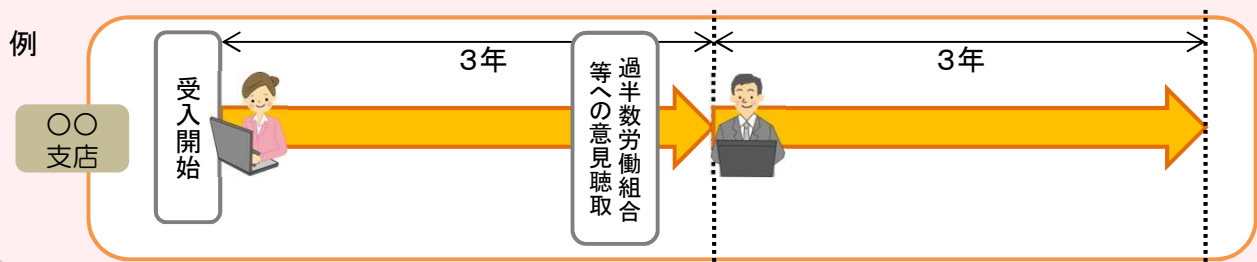 例
〇〇
支店
受入開始
3年
過半数労働組合
等への意見聴取
3年